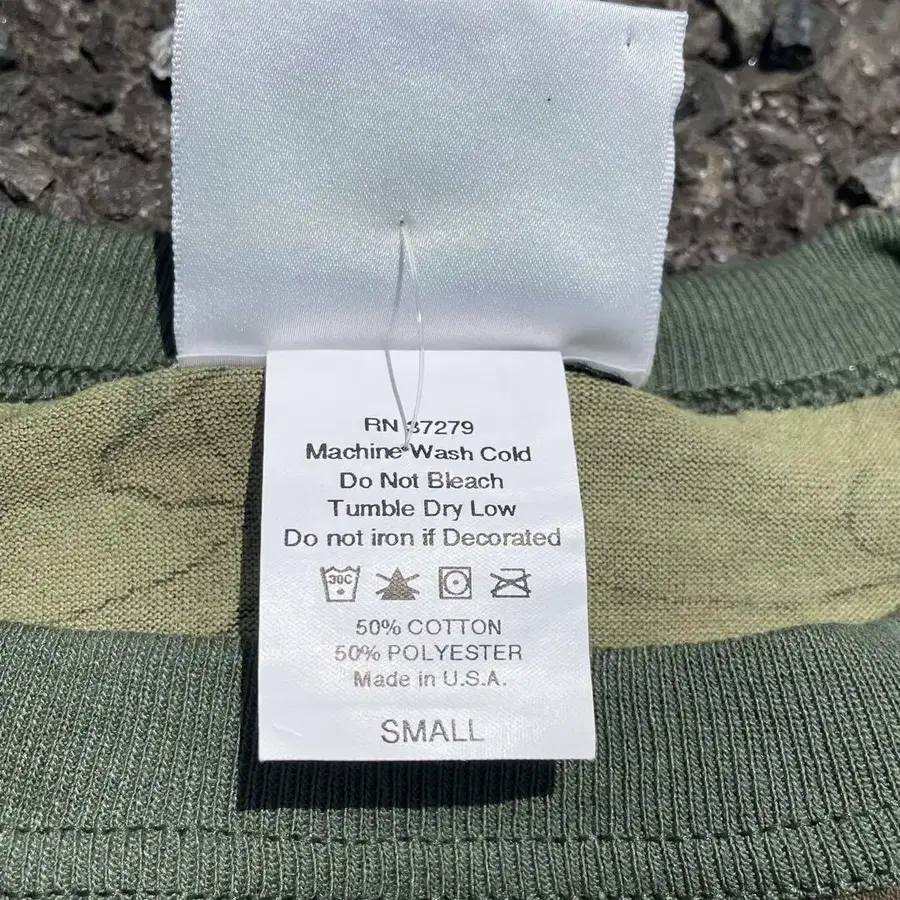 RN 37279
Machine Wash Cold
Do Not Bleach
Tumble Dry Low
Do not iron if Decorated
30C
50% COTTON
50% POLYESTER
Made in U.S.A.
SMALL